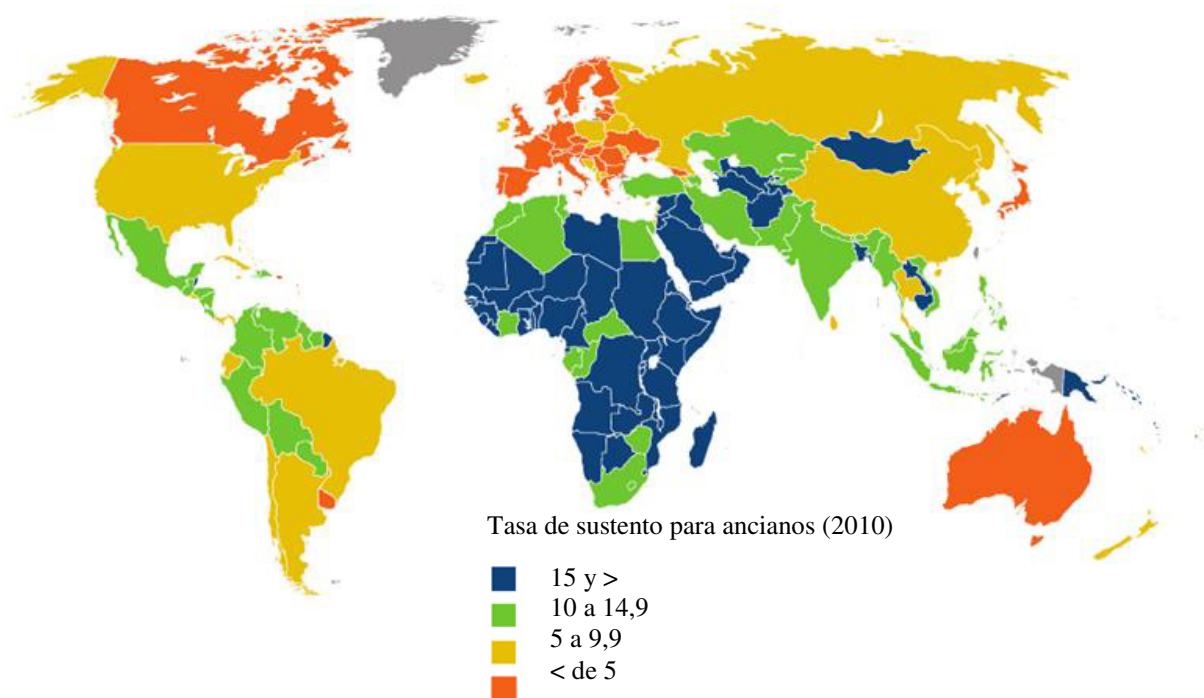 Tasa de sustento para ancianos (2010)
15 y >
10 a 14,9
5 a 9,9
< de 5